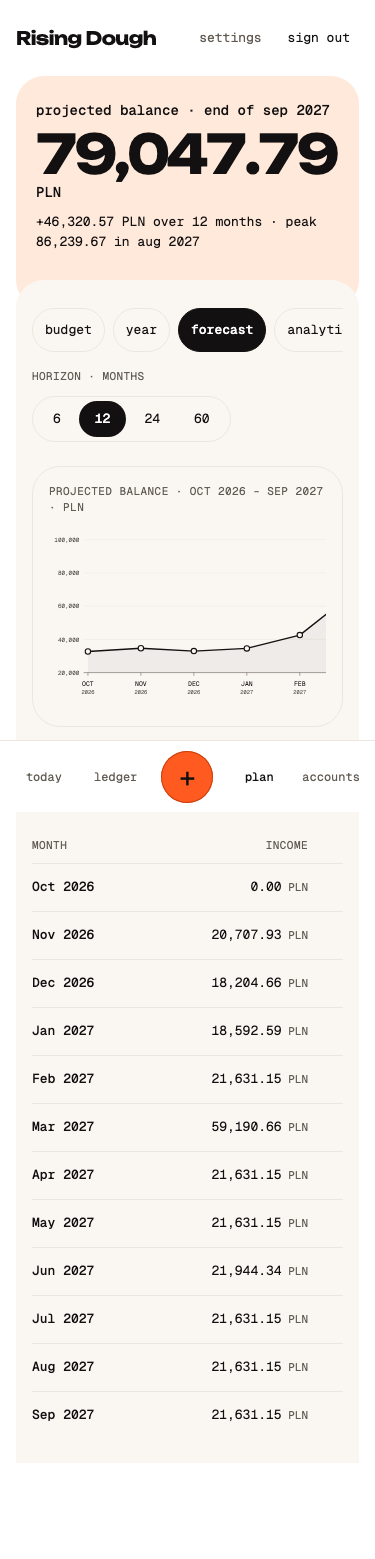 Rising Dough
settings
sign out
projected balance · end of sep 2027
79,047.79
PLN
+46,320.57 PLN over 12 months · peak
86,239.67 in aug 2027
budget
year
forecast
analyti
HORIZON · MONTHS
6
12
24
60
PROJECTED BALANCE · OCT 2026 – SEP 2027
· PLN
100,000
80,000
60,000
40,000
20,000
OCT NOV DEC JAN FEB
2026 2026 2026 2027 2027
today
ledger
+
plan
accounts
MONTH INCOME
Oct 2026 0.00 PLN
Nov 2026 20,707.93 PLN
Dec 2026 18,204.66 PLN
Jan 2027 18,592.59 PLN
Feb 2027 21,631.15 PLN
Mar 2027 59,190.66 PLN
Apr 2027 21,631.15 PLN
May 2027 21,631.15 PLN
Jun 2027 21,944.34 PLN
Jul 2027 21,631.15 PLN
Aug 2027 21,631.15 PLN
Sep 2027 21,631.15 PLN